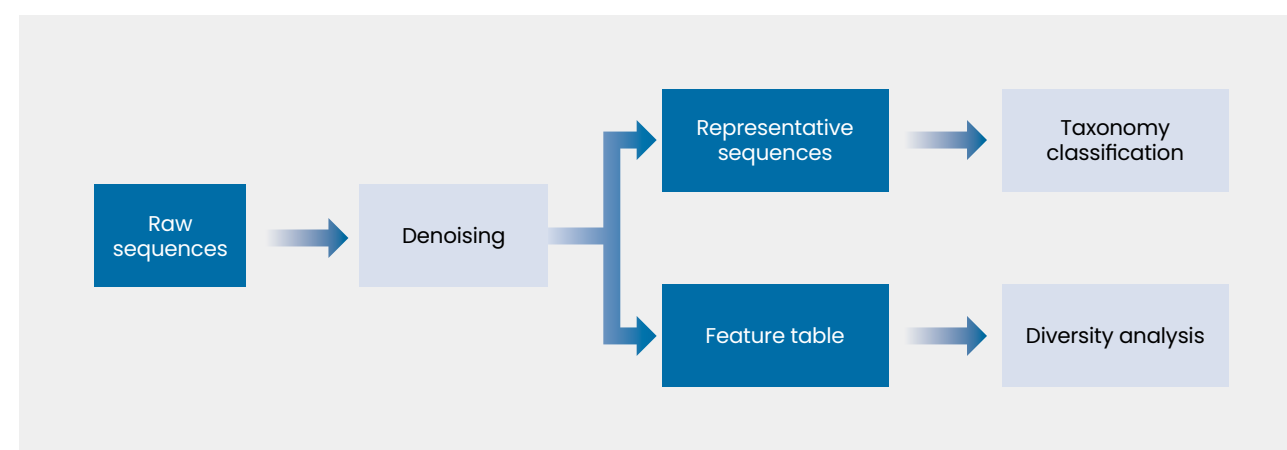 Raw
sequences
Denoising
Representative
sequences
Taxonomy
classification
Feature table
Diversity analysis